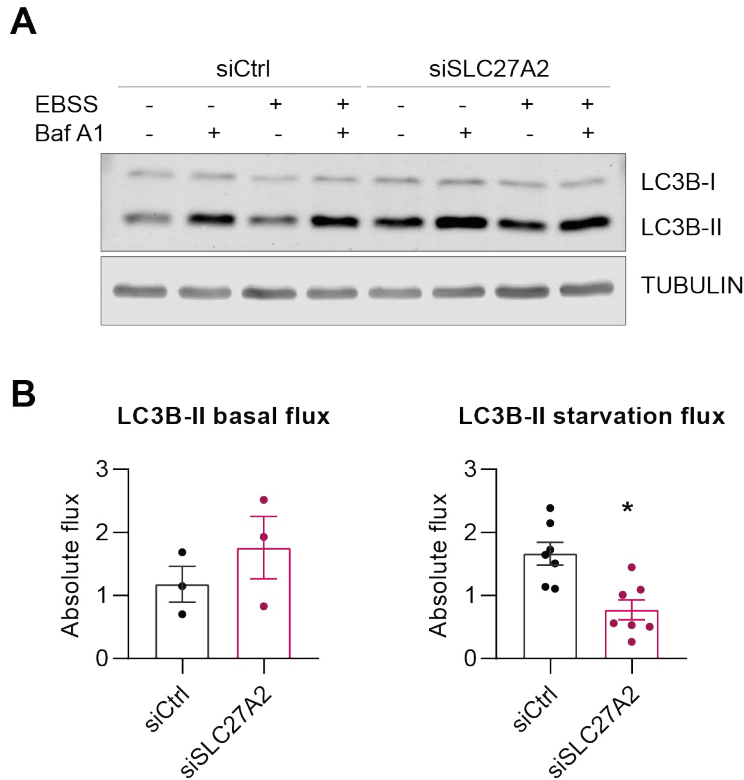 A
siCtrl siSLC27A2
EBSS - - + + - - + +
Baf A1 - + - + - + - +
LC3B-I
LC3B-II
TUBULIN
B
LC3B-II basal flux
Absolute flux
3
2
1
0
siCtrl
siSLC27A2
LC3B-II starvation flux
Absolute flux
3
2
1
0
*
siCtrl
siSLC27A2